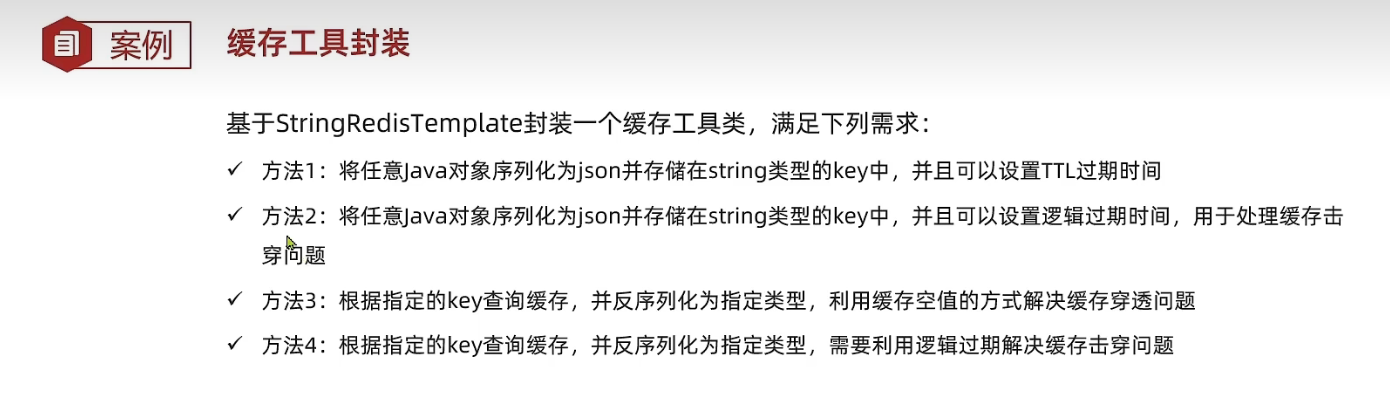 案例 缓存工具封装
基于StringRedisTemplate封装一个缓存工具类，满足下列需求：
✓ 方法1：将任意Java对象序列化为json并存储在string类型的key中，并且可以设置TTL过期时间
✓ 方法2：将任意Java对象序列化为json并存储在string类型的key中，并且可以设置逻辑过期时间，用于处理缓存击
穿问题
✓ 方法3：根据指定的key查询缓存，并反序列化为指定类型，利用缓存空值的方式解决缓存穿透问题
✓ 方法4：根据指定的key查询缓存，并反序列化为指定类型，需要利用逻辑过期解决缓存击穿问题